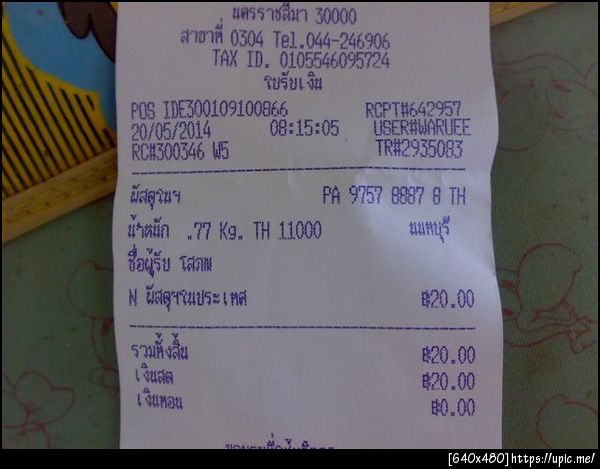 นครราชสีมา 30000
สาขาที่ 0304 Tel.044-246906
TAX ID. 0105546095724
ใบรับเงิน
POS IDE300109100866 RCPT#642957
20/05/2014 08:15:05 USER#WARUEE
RC#300346 W5 TR#2935083
พัสดุฯ PA 9757 8887 8 TH
น้ำหนัก .77 Kg. TH 11000 นนทบุรี
ชื่อผู้รับ โสภพ
N พัสดุฯในประเทศ ฿20.00
รวมทั้งสิ้น ฿20.00
เงินสด ฿20.00
เงินทอน ฿0.00
[640x480]https://upic.me/